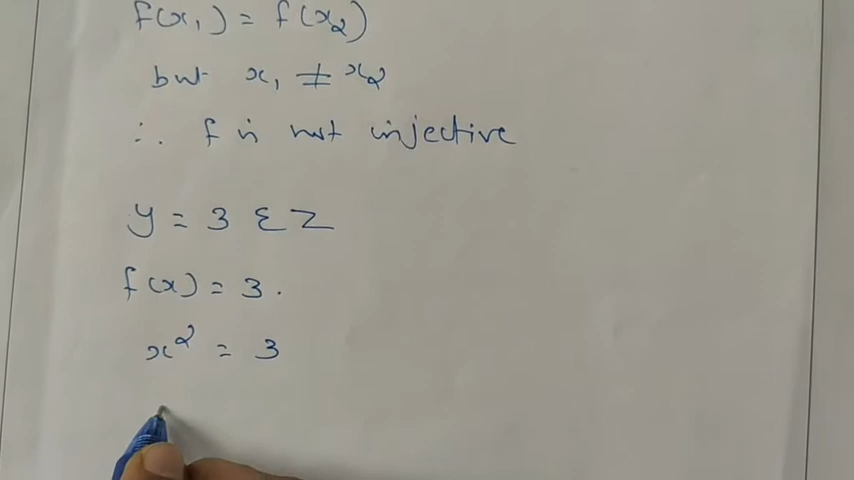 f(x₁) = f(x₂)
but x₁ ≠ x₂
∴ f is not injective
y = 3 ∈ Z
f(x) = 3.
x² = 3